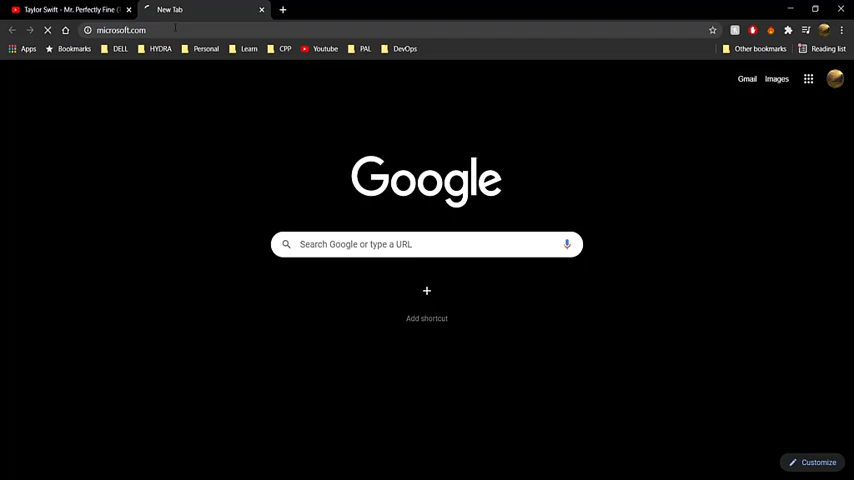 Taylor Swift - Mr. Perfectly Fine (T
New Tab
microsoft.com
Apps
Bookmarks
DELL
HYDRA
Personal
Learn
CPP
Youtube
PAL
DevOps
Other bookmarks
Reading list
Gmail
Images
Google
Search Google or type a URL
Add shortcut
Customize